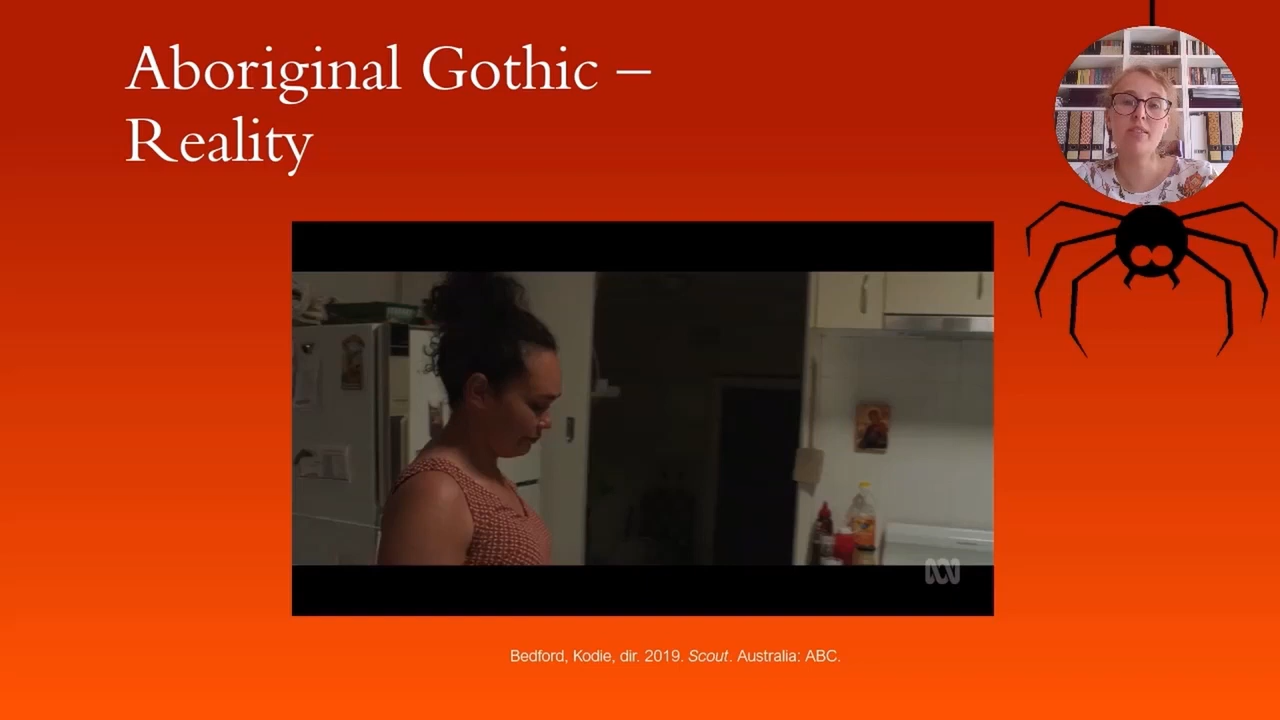 Aboriginal Gothic –
Reality
Bedford, Kodie, dir. 2019. Scout. Australia: ABC.